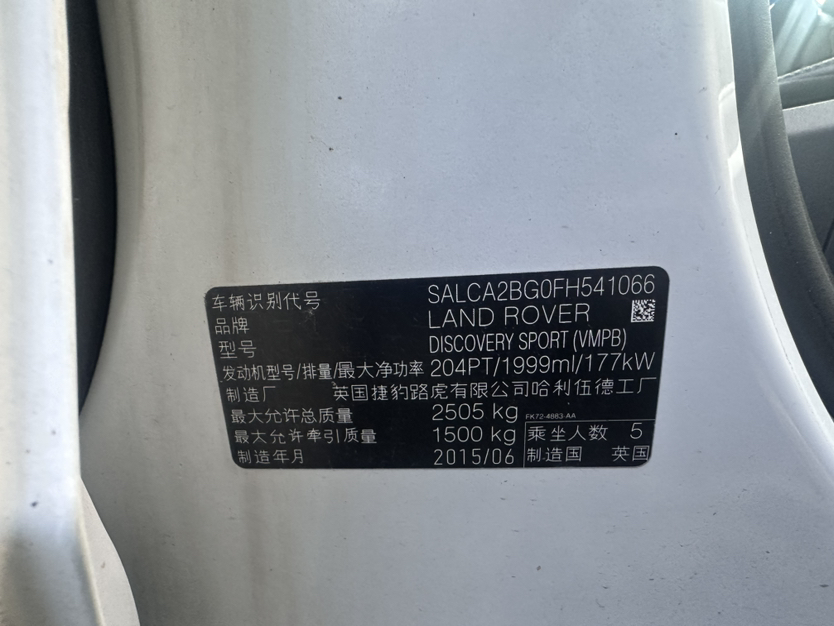 车辆识别代号 SALCA2BG0FH541066
品牌 LAND ROVER
型号 DISCOVERY SPORT (VMPB)
发动机型号/排量/最大净功率 204PT/1999ml/177kW
制造厂 英国捷豹路虎有限公司哈利伍德工厂
最大允许总质量 2505 kg FK72-4663-AA
最大允许牵引质量 1500 kg 乘坐人数 5
制造年月 2015/06 制造国 英国